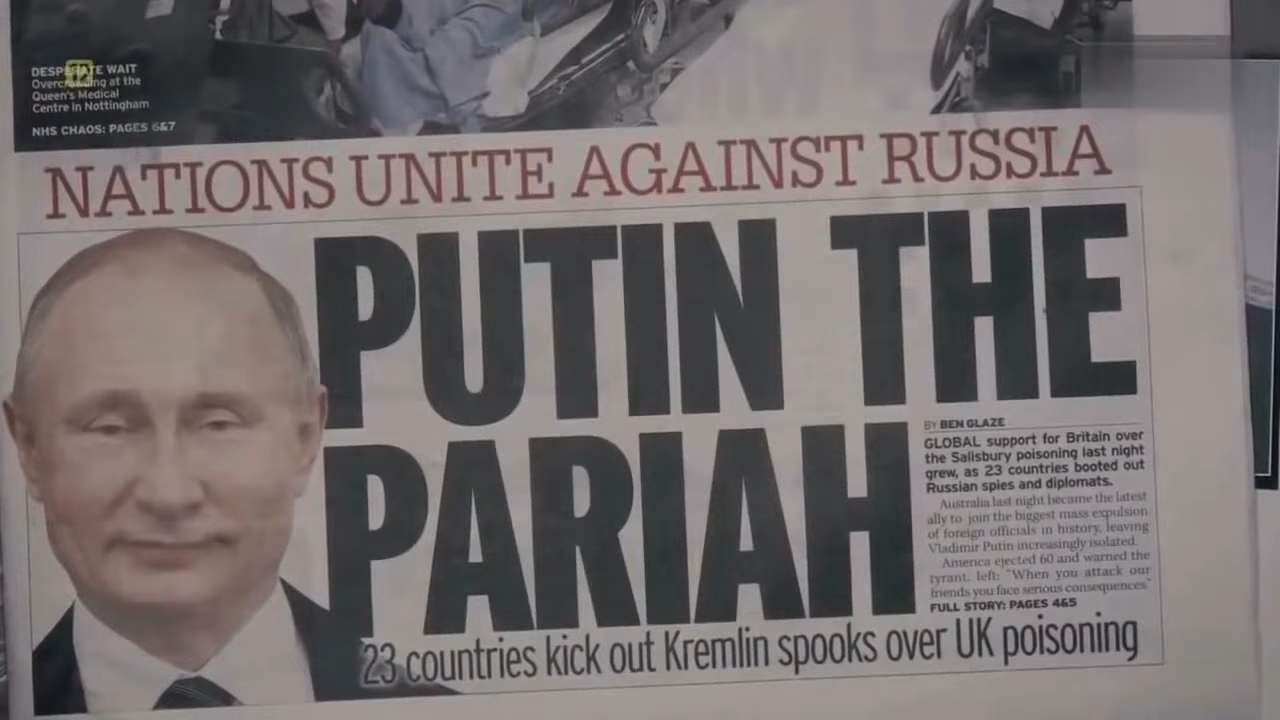 DESPERATE WAIT
Overcrowding at the
Queen's Medical
Centre in Nottingham
NHS CHAOS: PAGES 6&7
NATIONS UNITE AGAINST RUSSIA
PUTIN THE
PARIAH
BY BEN GLAZE
GLOBAL support for Britain over
the Salisbury poisoning last night
grew, as 23 countries booted out
Russian spies and diplomats.
Australia last night became the latest
ally to join the biggest mass expulsion
of foreign officials in history, leaving
Vladimir Putin increasingly isolated.
America ejected 60 and warned the
tyrant, left: "When you attack our
friends you face serious consequences."
FULL STORY: PAGES 4&5
23 countries kick out Kremlin spooks over UK poisoning